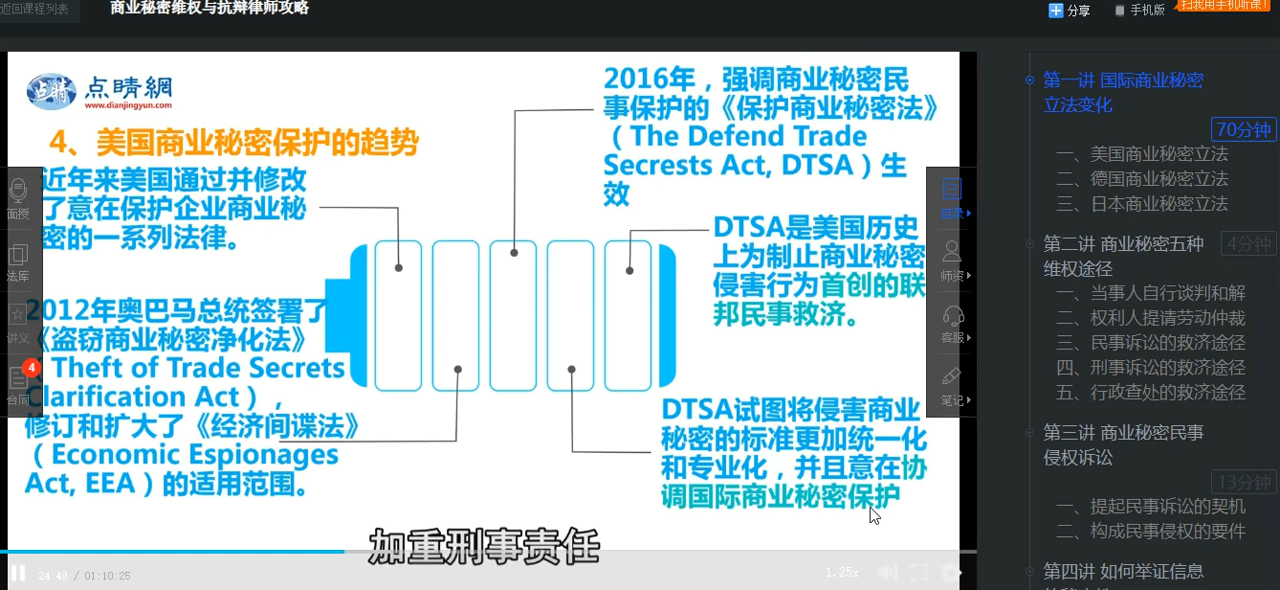 返回课程列表
商业秘密维权与抗辩律师攻略
分享
手机版
扫我用手机听课!
点睛網
www.dianjingyun.com
4、美国商业秘密保护的趋势
近年来美国通过并修改
了意在保护企业商业秘
密的一系列法律。
2012年奥巴马总统签署了
《盗窃商业秘密净化法》
Theft of Trade Secrets
Clarification Act），
修订和扩大了《经济间谍法》
（Economic Espionages
Act, EEA）的适用范围。
2016年，强调商业秘密民
事保护的《保护商业秘密法》
（The Defend Trade
Secrests Act, DTSA）生
效
DTSA是美国历史
上为制止商业秘密
侵害行为首创的联
邦民事救济。
DTSA试图将侵害商业
秘密的标准更加统一化
和专业化，并且意在协
调国际商业秘密保护
加重刑事责任
面授
法库
讲义
4
合同
目录
师资
客服
笔记
24:40 / 01:10:25
1.25x
第一讲 国际商业秘密
立法变化
70分钟
一、美国商业秘密立法
二、德国商业秘密立法
三、日本商业秘密立法
第二讲 商业秘密五种
维权途径
4分钟
一、当事人自行谈判和解
二、权利人提请劳动仲裁
三、民事诉讼的救济途径
四、刑事诉讼的救济途径
五、行政查处的救济途径
第三讲 商业秘密民事
侵权诉讼
13分钟
一、提起民事诉讼的契机
二、构成民事侵权的要件
第四讲 如何举证信息